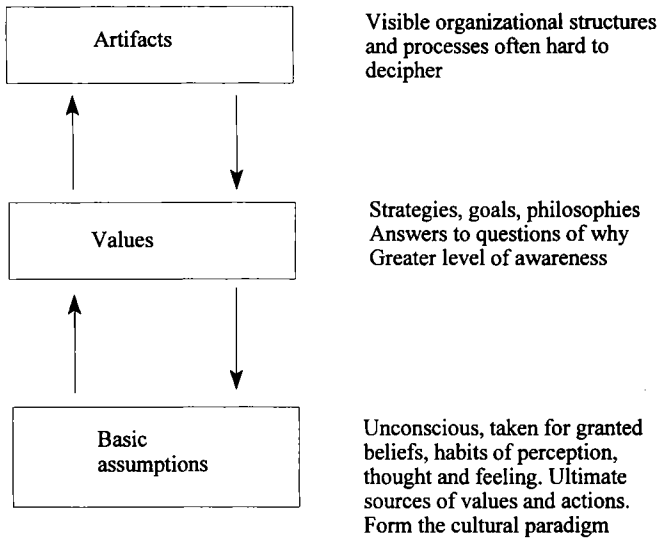 Artifacts
Visible organizational structures
and processes often hard to
decipher
Values
Strategies, goals, philosophies
Answers to questions of why
Greater level of awareness
Basic
assumptions
Unconscious, taken for granted
beliefs, habits of perception,
thought and feeling. Ultimate
sources of values and actions.
Form the cultural paradigm